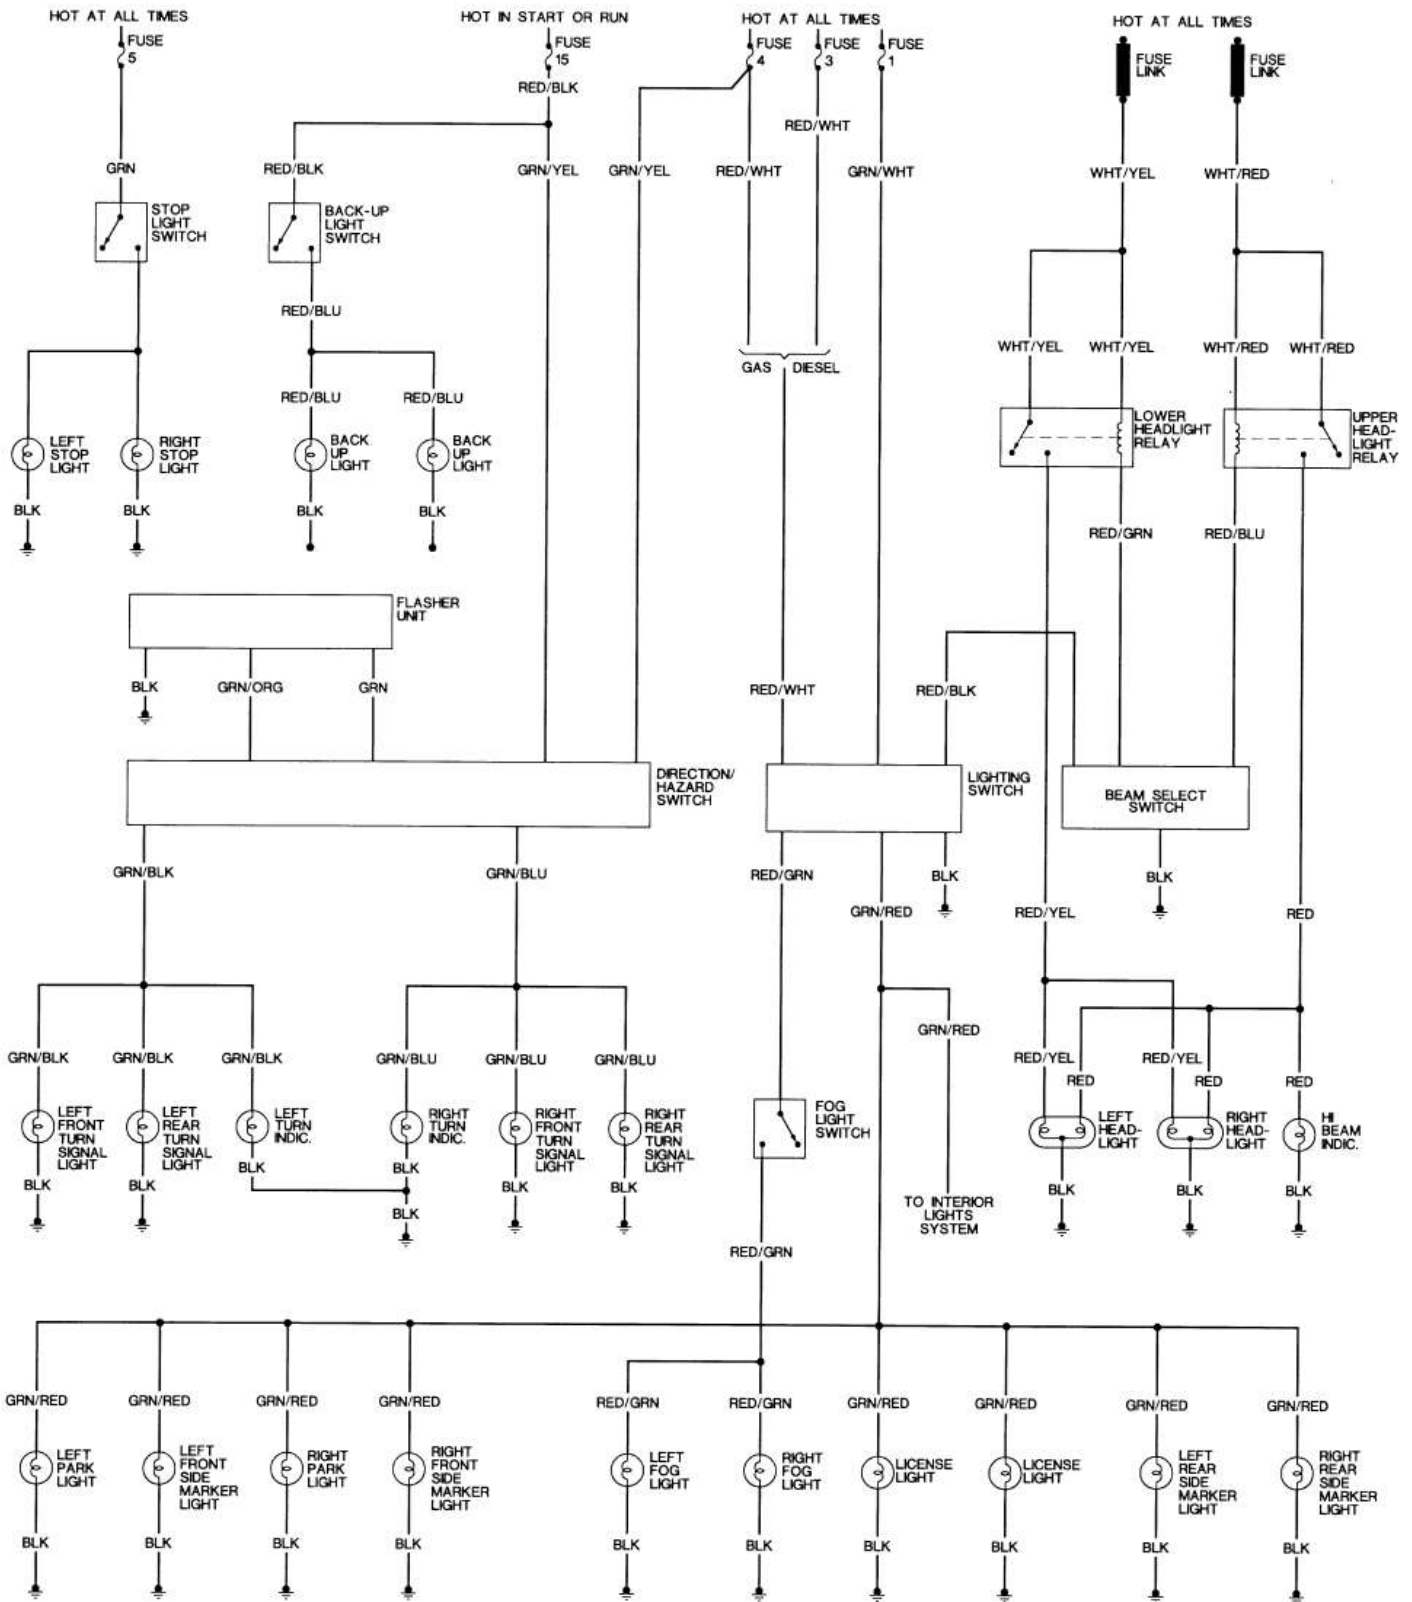 HOT AT ALL TIMES
HOT IN START OR RUN
HOT AT ALL TIMES
HOT AT ALL TIMES
FUSE
5
FUSE
15
FUSE
4
FUSE
3
FUSE
1
FUSE
LINK
FUSE
LINK
RED/BLK
RED/WHT
GRN
RED/BLK
GRN/YEL
GRN/YEL
RED/WHT
GRN/WHT
WHT/YEL
WHT/RED
STOP
LIGHT
SWITCH
BACK-UP
LIGHT
SWITCH
RED/BLU
WHT/YEL
WHT/YEL
WHT/RED
WHT/RED
GAS
DIESEL
RED/BLU
RED/BLU
LOWER
HEADLIGHT
RELAY
UPPER
HEAD-
LIGHT
RELAY
LEFT
STOP
LIGHT
RIGHT
STOP
LIGHT
BACK
UP
LIGHT
BACK
UP
LIGHT
BLK
BLK
BLK
BLK
RED/GRN
RED/BLU
FLASHER
UNIT
BLK
GRN/ORG
GRN
RED/WHT
RED/BLK
DIRECTION/
HAZARD
SWITCH
LIGHTING
SWITCH
BEAM SELECT
SWITCH
GRN/BLK
GRN/BLU
RED/GRN
BLK
BLK
GRN/RED
RED/YEL
RED
GRN/RED
GRN/BLK
GRN/BLK
GRN/BLK
GRN/BLU
GRN/BLU
GRN/BLU
RED/YEL
RED
RED/YEL
RED
RED
LEFT
FRONT
TURN
SIGNAL
LIGHT
LEFT
REAR
TURN
SIGNAL
LIGHT
LEFT
TURN
INDIC.
RIGHT
TURN
INDIC.
RIGHT
FRONT
TURN
SIGNAL
LIGHT
RIGHT
REAR
TURN
SIGNAL
LIGHT
FOG
LIGHT
SWITCH
LEFT
HEAD-
LIGHT
RIGHT
HEAD-
LIGHT
HI
BEAM
INDIC.
BLK
BLK
BLK
BLK
BLK
BLK
BLK
BLK
BLK
BLK
TO INTERIOR
LIGHTS
SYSTEM
RED/GRN
GRN/RED
GRN/RED
GRN/RED
GRN/RED
RED/GRN
RED/GRN
GRN/RED
GRN/RED
GRN/RED
GRN/RED
LEFT
PARK
LIGHT
LEFT
FRONT
SIDE
MARKER
LIGHT
RIGHT
PARK
LIGHT
RIGHT
FRONT
SIDE
MARKER
LIGHT
LEFT
FOG
LIGHT
RIGHT
FOG
LIGHT
LICENSE
LIGHT
LICENSE
LIGHT
LEFT
REAR
SIDE
MARKER
LIGHT
RIGHT
REAR
SIDE
MARKER
LIGHT
BLK
BLK
BLK
BLK
BLK
BLK
BLK
BLK
BLK
BLK